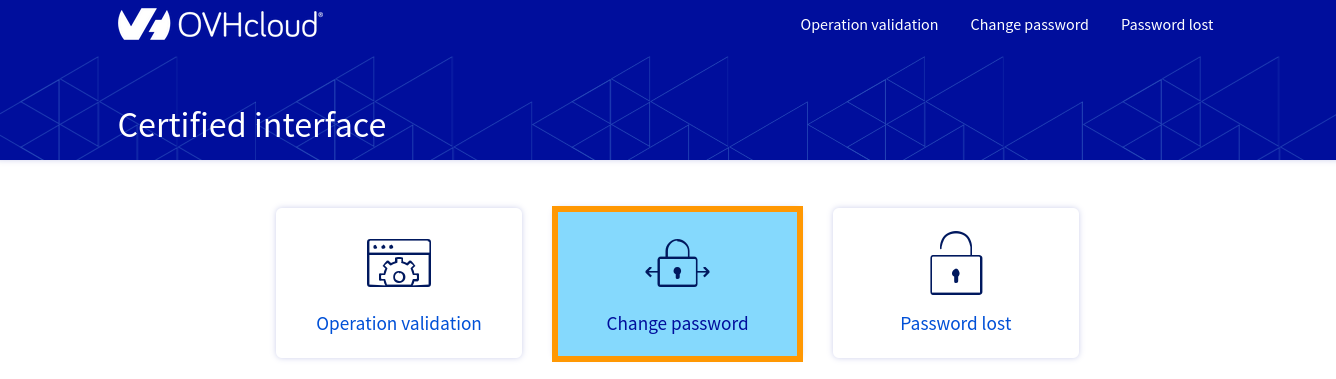 OVHcloud®
Operation validation Change password Password lost
Certified interface
Operation validation
Change password
Password lost